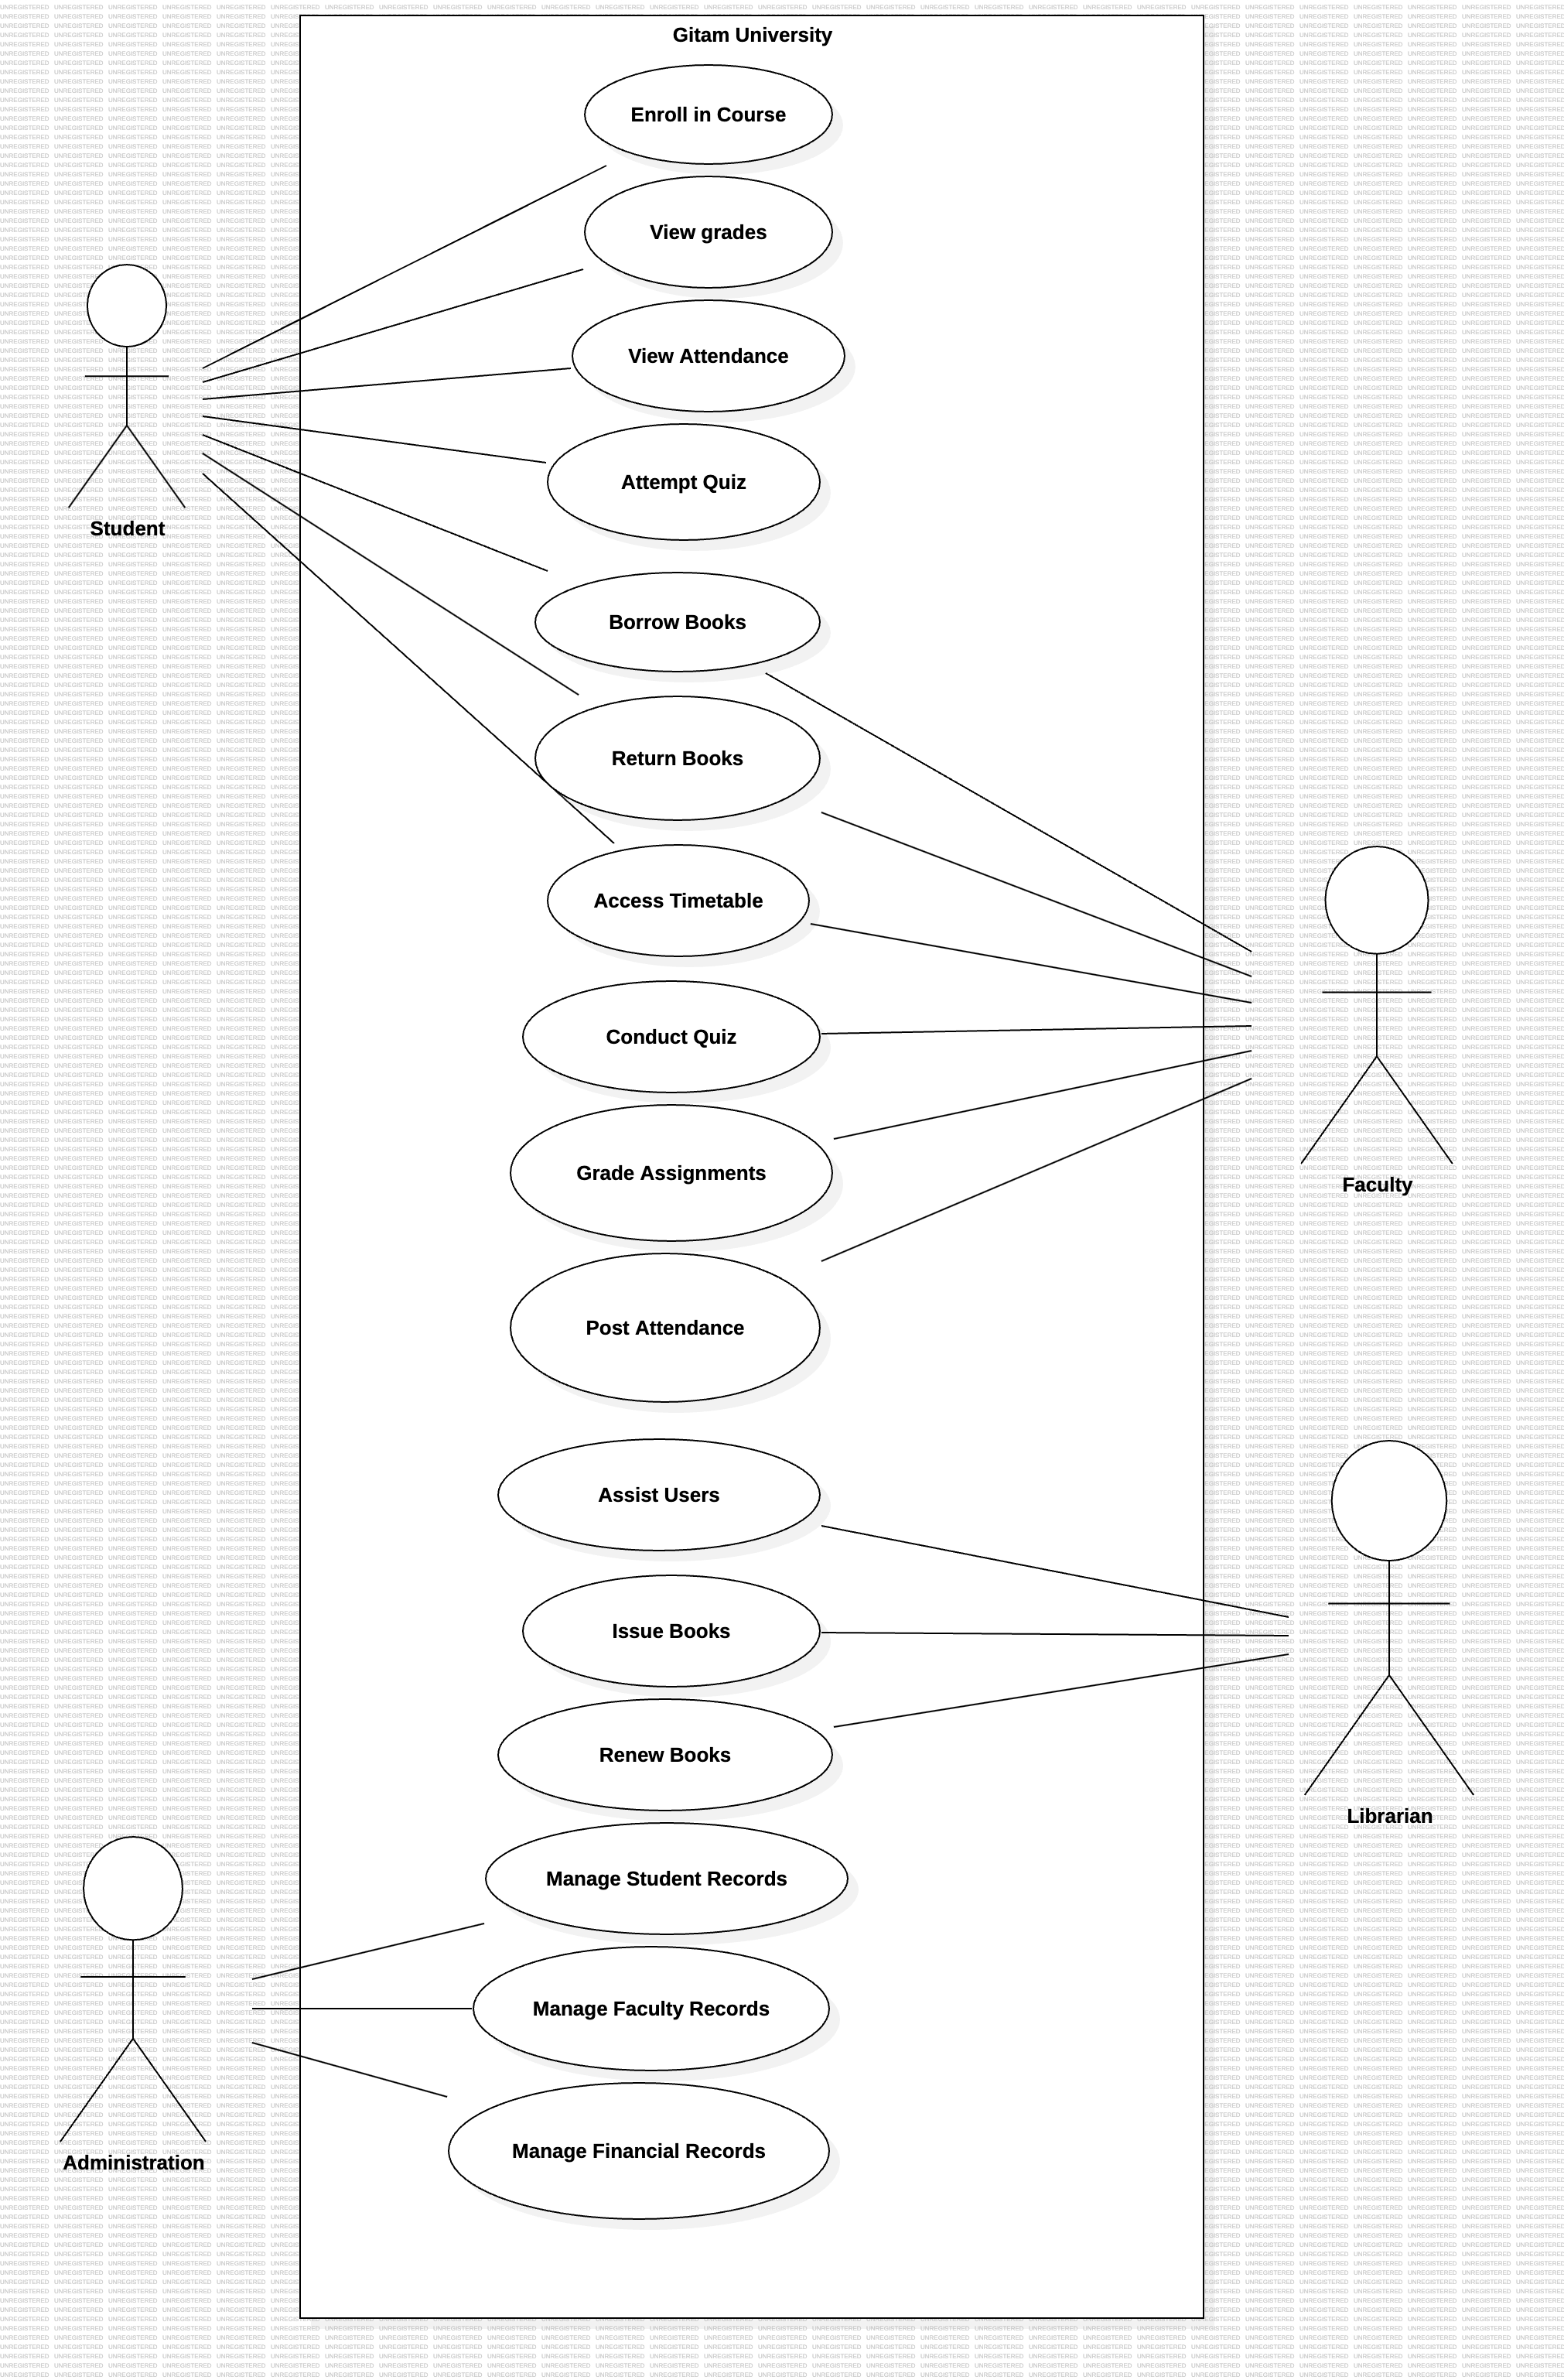 Gitam University
Enroll in Course
View grades
View Attendance
Attempt Quiz
Student
Borrow Books
Return Books
Access Timetable
Conduct Quiz
Grade Assignments
Faculty
Post Attendance
Assist Users
Issue Books
Renew Books
Librarian
Manage Student Records
Manage Faculty Records
Manage Financial Records
Administration
UNREGISTERED